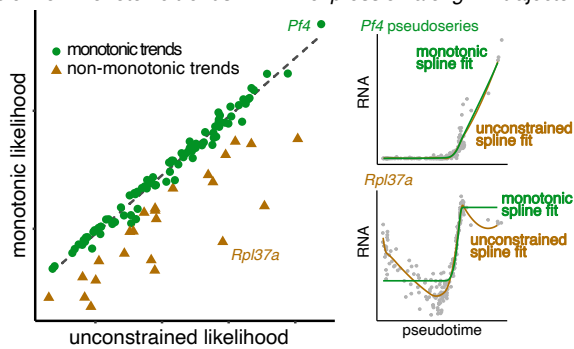 Pf4
monotonic trends
non-monotonic trends
Rpl37a
monotonic likelihood
unconstrained likelihood
Pf4 pseudoseries
monotonic
spline fit
unconstrained
spline fit
RNA
Rpl37a
monotonic
spline fit
unconstrained
spline fit
RNA
pseudotime